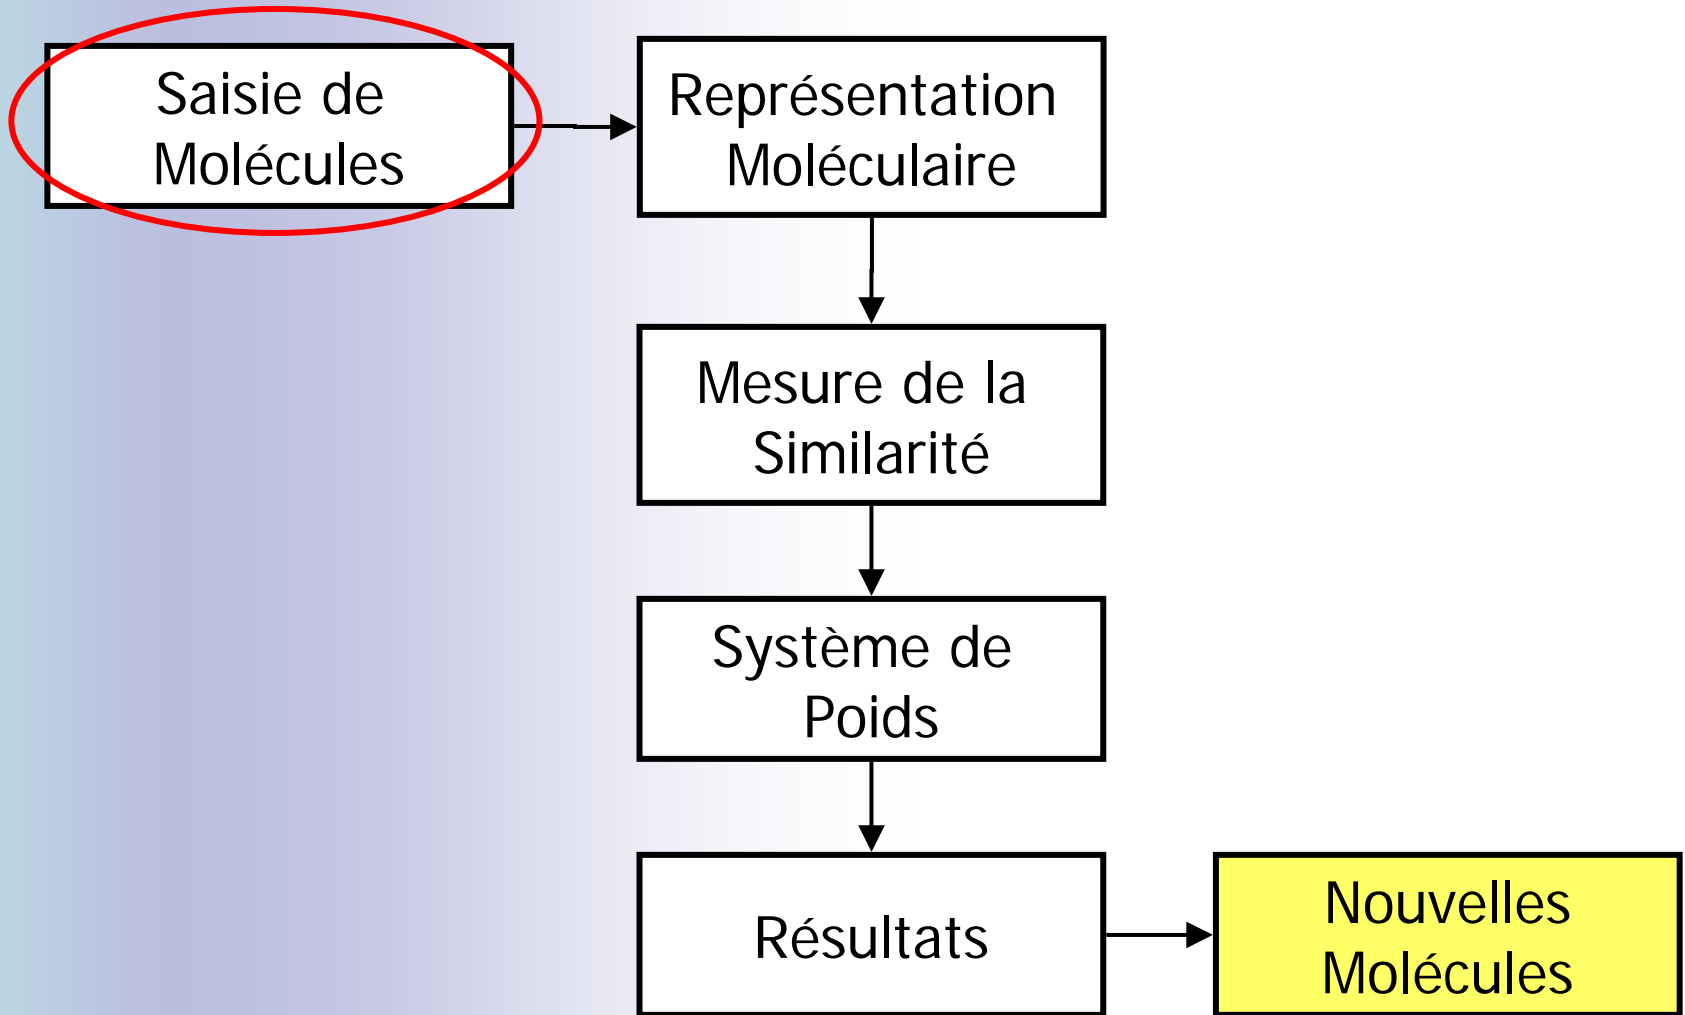 Saisie de
Molécules
Représentation
Moléculaire
Mesure de la
Similarité
Système de
Poids
Résultats
Nouvelles
Molécules